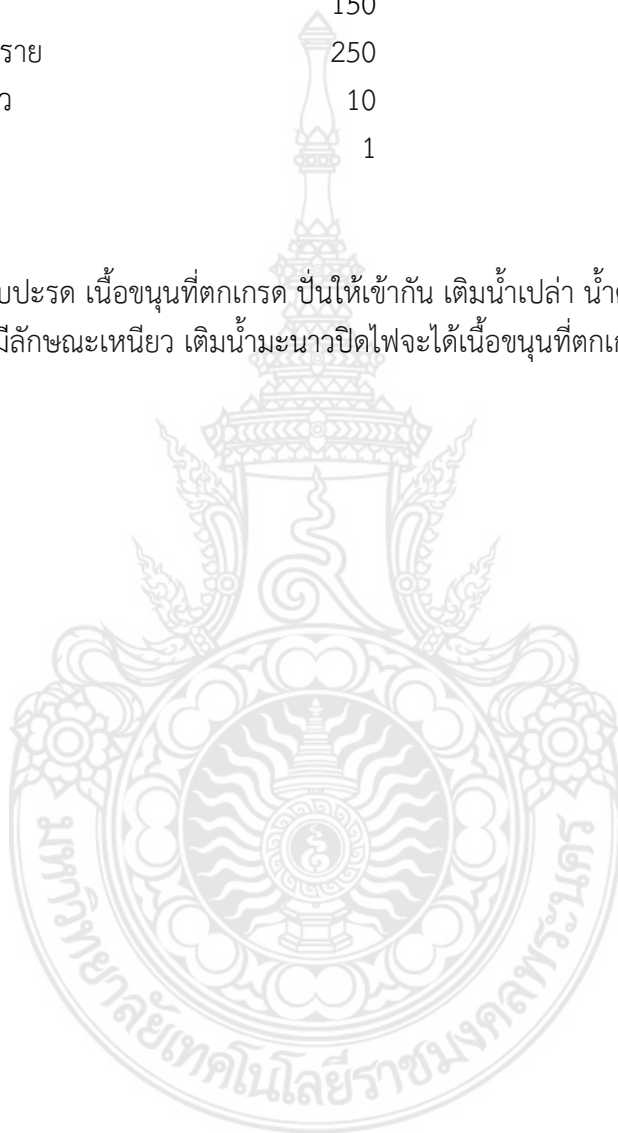 150
ราย 250
ว 10
1
บปะรด เนื้อขนุนที่ตกเกรด ปั่นให้เข้ากัน เติมน้ำเปล่า
มีลักษณะเหนียว เติมน้ำมะนาวปิดไฟจะได้เนื้อขนุนที่ตกเก
มหาวิทยาลัยเทคโนโลยีราชมงคลพระนคร